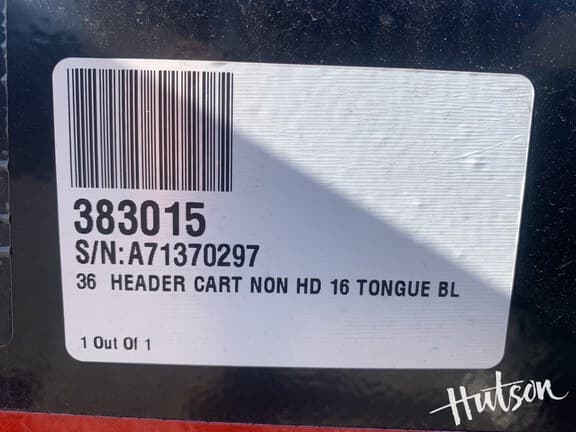 383015
S/N:A71370297
36 HEADER CART NON HD 16 TONGUE BL
1 Out Of 1
Hutson